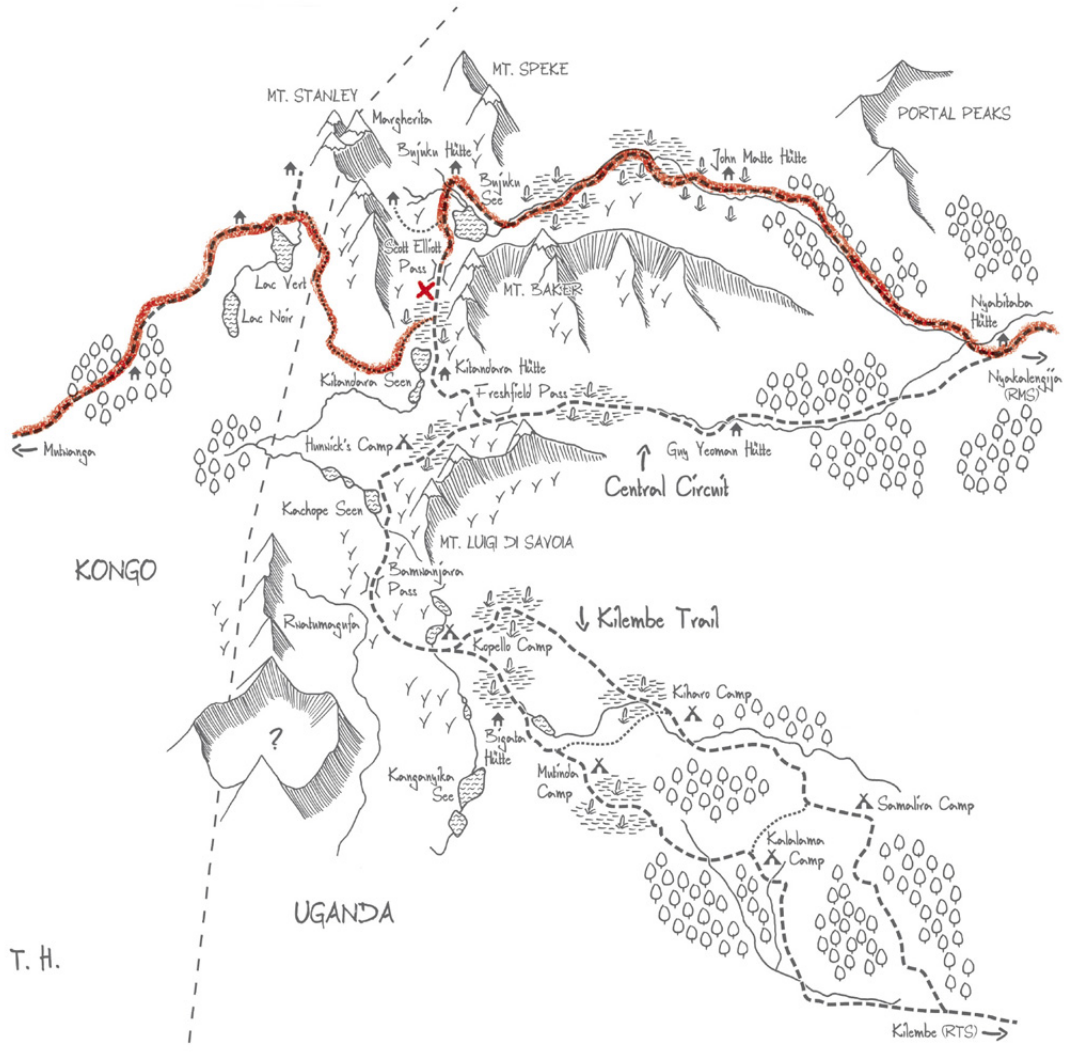 MT. SPEKE
MT. STANLEY
Margherita
PORTAL PEAKS
Bujuku Hütte
John Matte Hütte
Bujuku
See
Scott Elliott
Pass
Lac Vert
MT. BAKER
Lac Noir
Nyabitaba
Hütte
Kitandara Hütte
Kitandara Seen
Nyakalengija
(RMS)
Freshfield Pass
Mutwanga
Hunwick's Camp
Guy Yeoman Hütte
Central Circuit
Kachope Seen
MT. LUIGI DI SAVOIA
KONGO
Bamwanjara
Pass
Rwatumagufa
Kilembe Trail
Kopello Camp
Kiharo Camp
?
Bigata
Hütte
Kanganyika
See
Mutinda
Camp
Samalira Camp
Kalalama
Camp
UGANDA
T. H.
Kilembe (RTS)